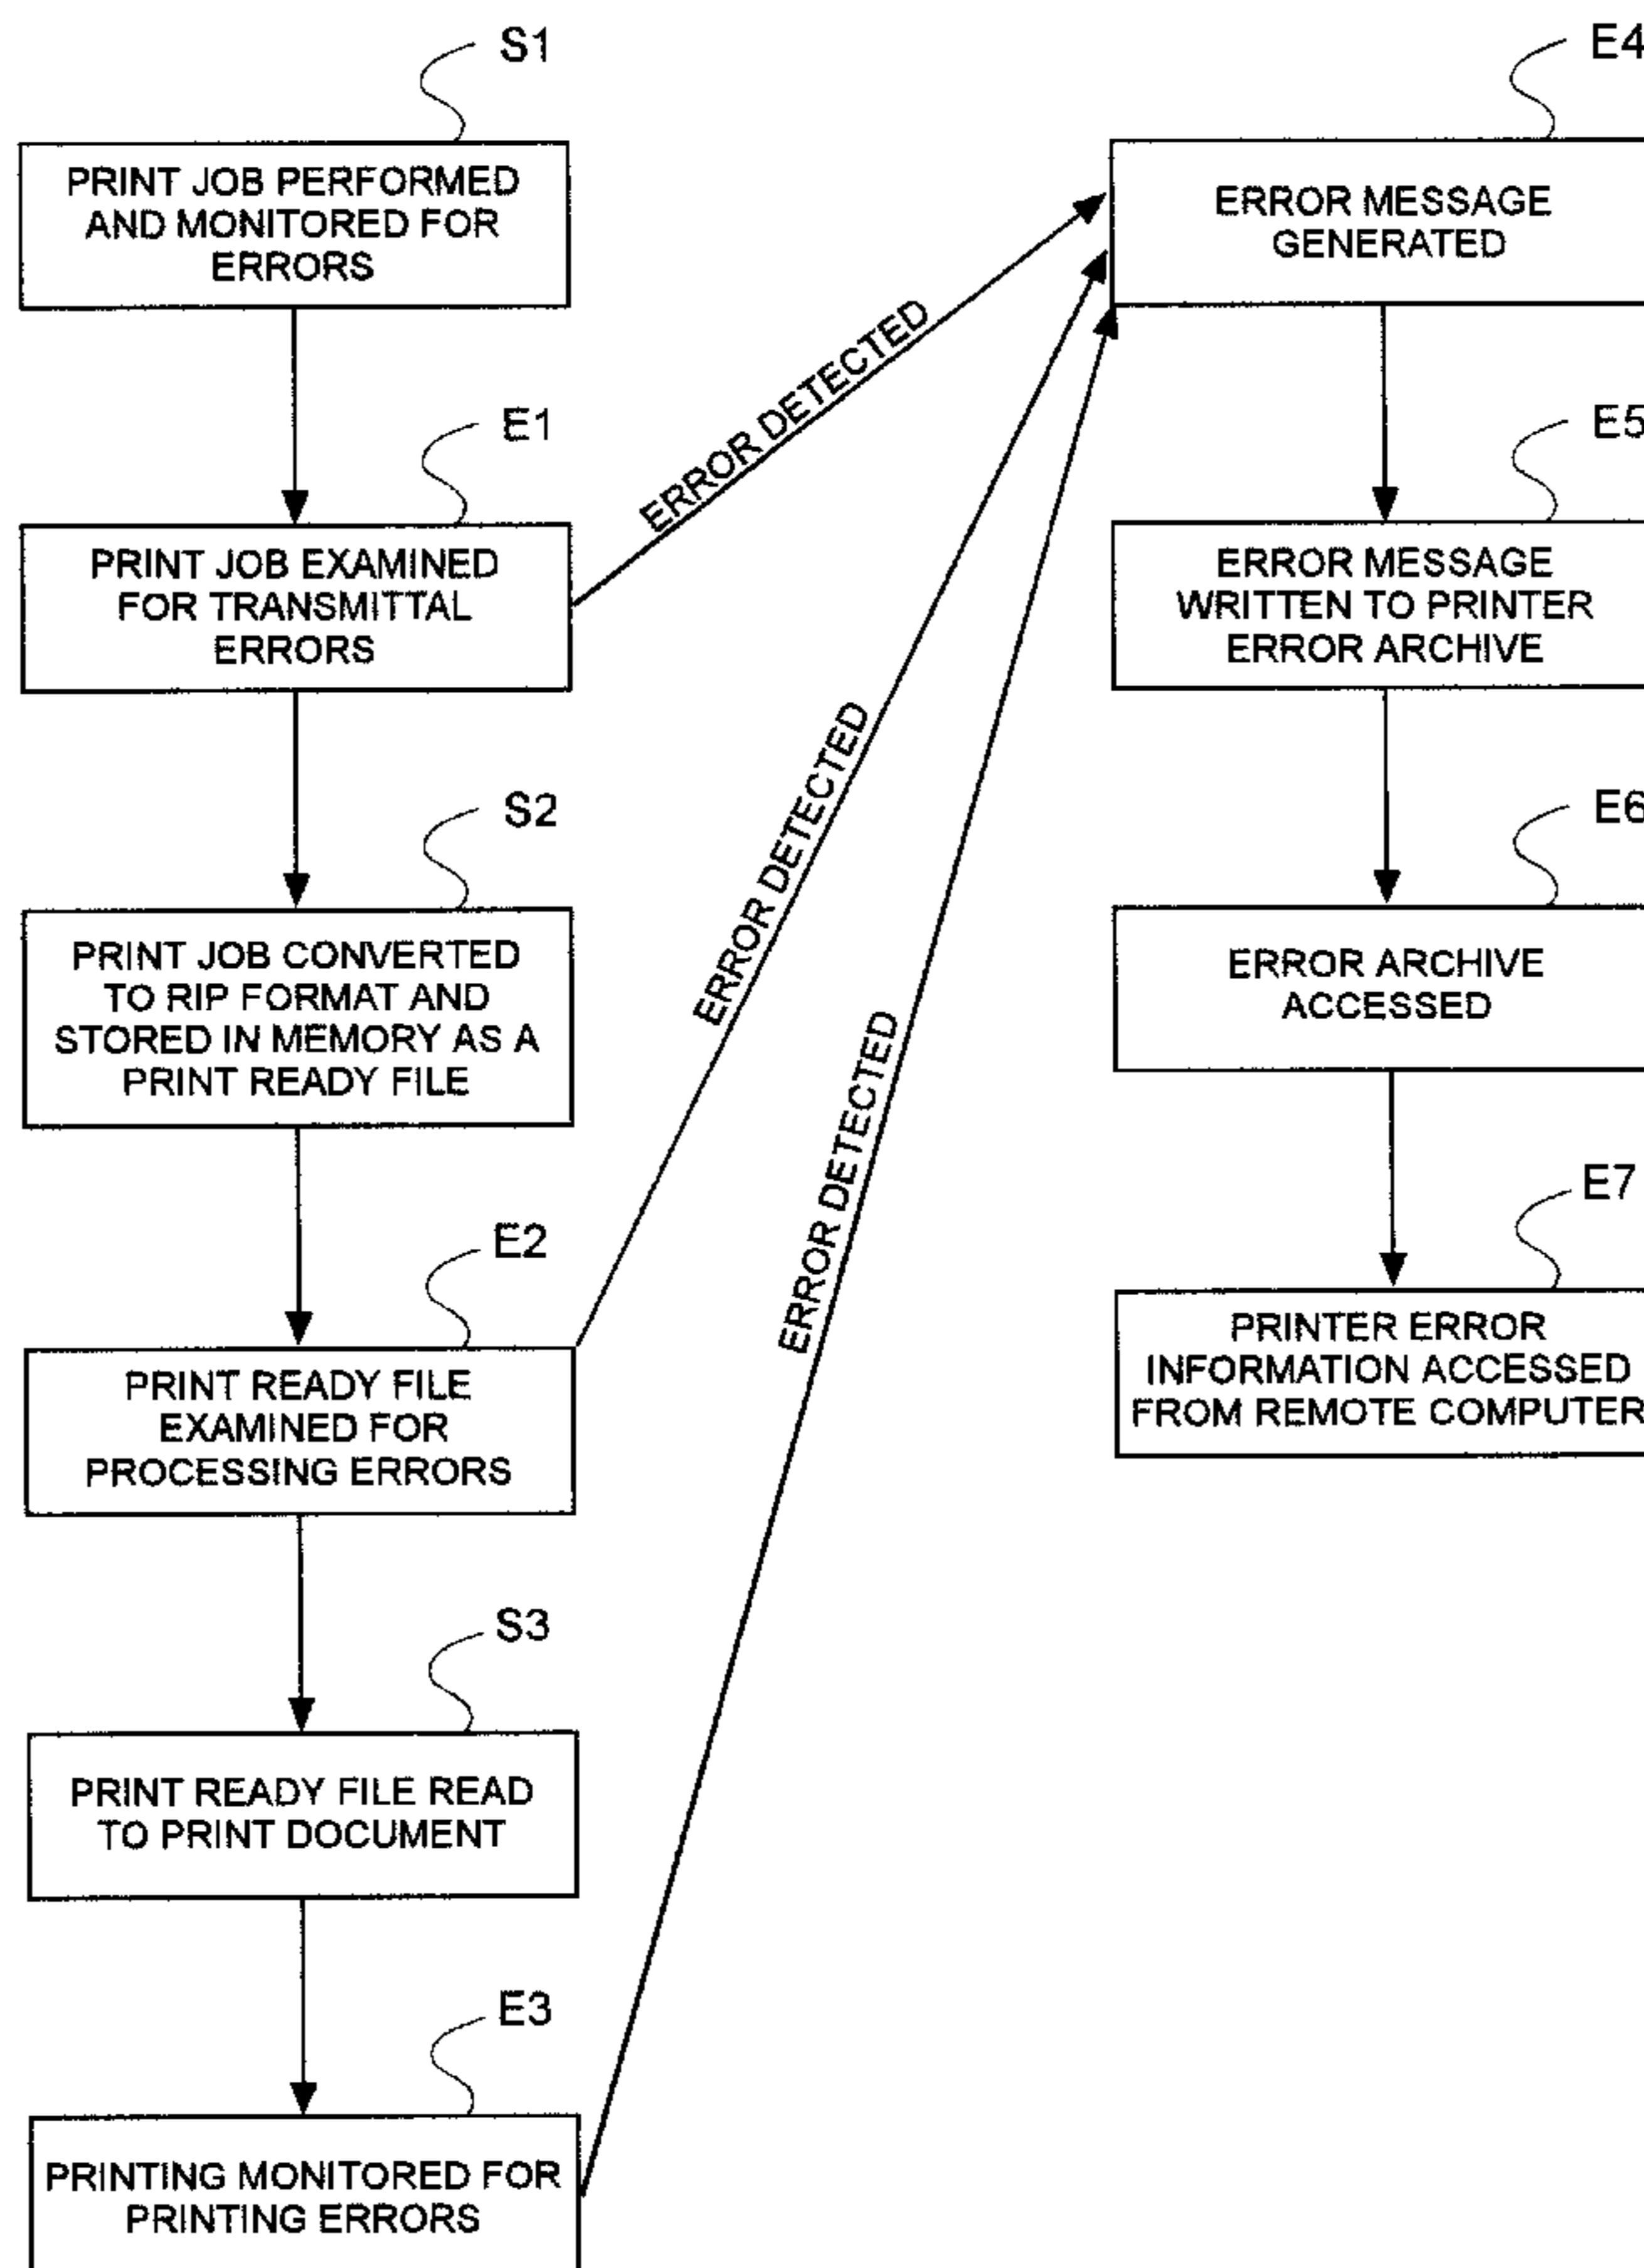 S1
PRINT JOB PERFORMED
AND MONITORED FOR
ERRORS
E1
PRINT JOB EXAMINED
FOR TRANSMITTAL
ERRORS
S2
PRINT JOB CONVERTED
TO RIP FORMAT AND
STORED IN MEMORY AS A
PRINT READY FILE
E2
PRINT READY FILE
EXAMINED FOR
PROCESSING ERRORS
S3
PRINT READY FILE READ
TO PRINT DOCUMENT
E3
PRINTING MONITORED FOR
PRINTING ERRORS
ERROR DETECTED
ERROR DETECTED
ERROR DETECTED
E4
ERROR MESSAGE
GENERATED
E5
ERROR MESSAGE
WRITTEN TO PRINTER
ERROR ARCHIVE
E6
ERROR ARCHIVE
ACCESSED
E7
PRINTER ERROR
INFORMATION ACCESSED
FROM REMOTE COMPUTER